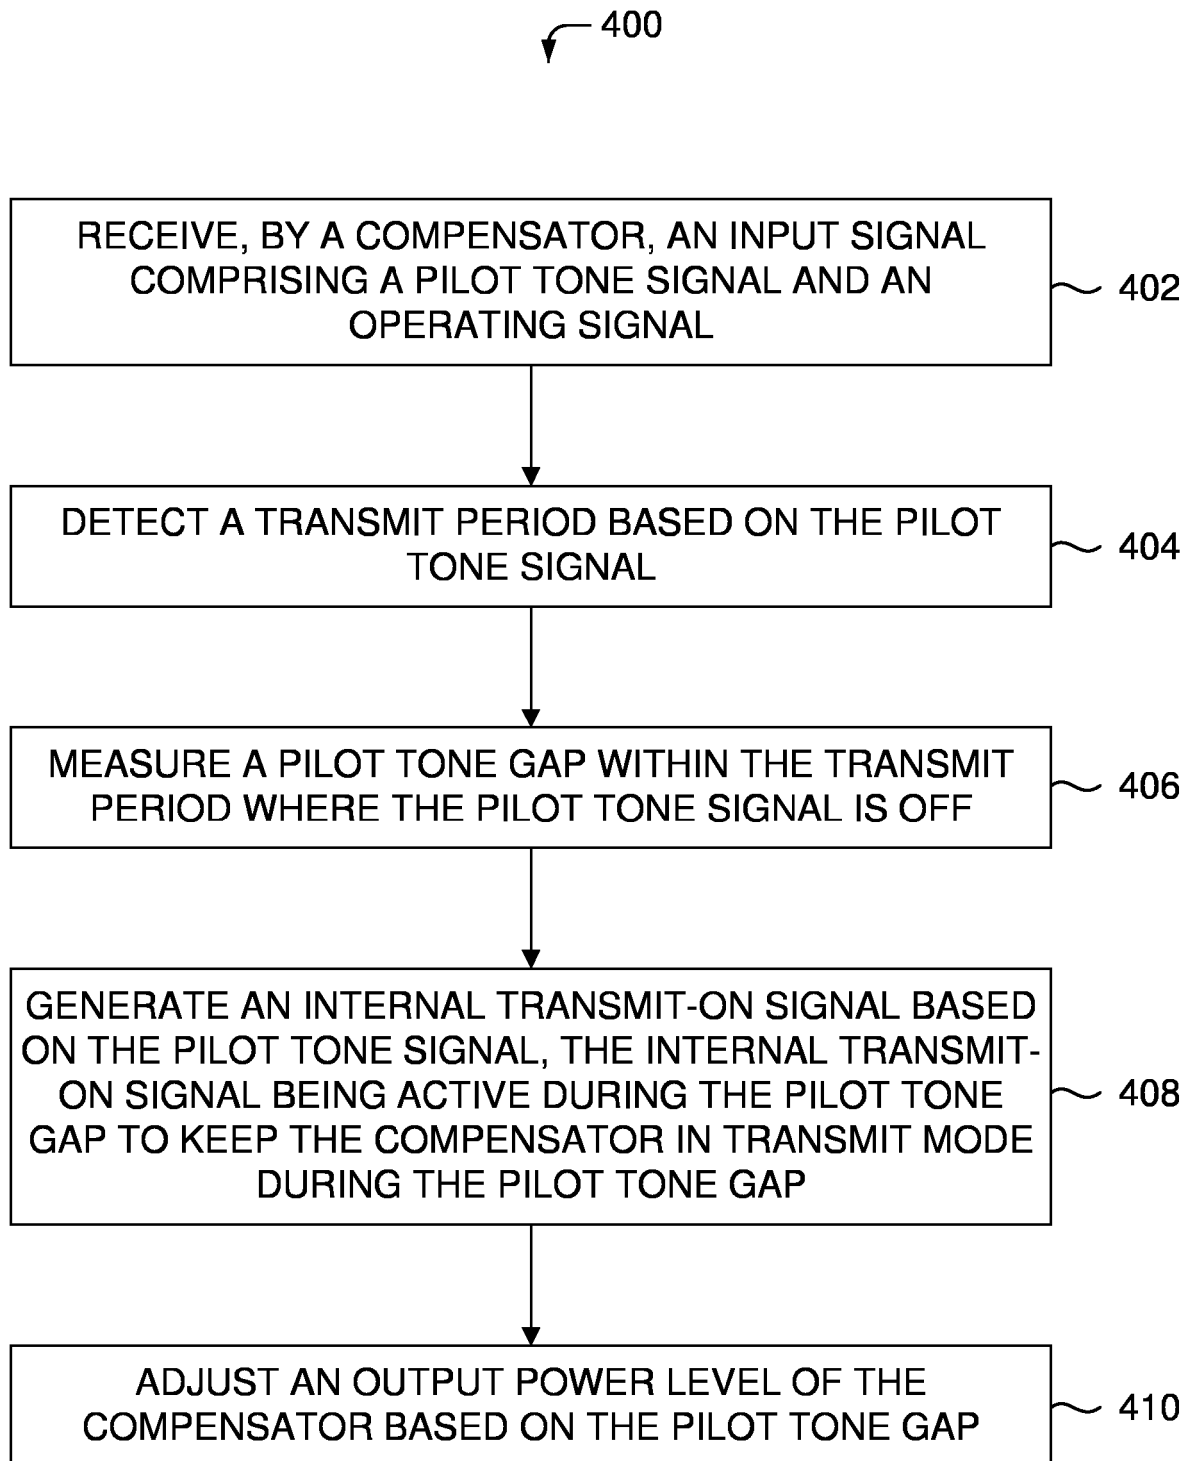 400
RECEIVE, BY A COMPENSATOR, AN INPUT SIGNAL
COMPRISING A PILOT TONE SIGNAL AND AN
OPERATING SIGNAL
402
DETECT A TRANSMIT PERIOD BASED ON THE PILOT
TONE SIGNAL
404
MEASURE A PILOT TONE GAP WITHIN THE TRANSMIT
PERIOD WHERE THE PILOT TONE SIGNAL IS OFF
406
GENERATE AN INTERNAL TRANSMIT-ON SIGNAL BASED
ON THE PILOT TONE SIGNAL, THE INTERNAL TRANSMIT-
ON SIGNAL BEING ACTIVE DURING THE PILOT TONE
GAP TO KEEP THE COMPENSATOR IN TRANSMIT MODE
DURING THE PILOT TONE GAP
408
ADJUST AN OUTPUT POWER LEVEL OF THE
COMPENSATOR BASED ON THE PILOT TONE GAP
410